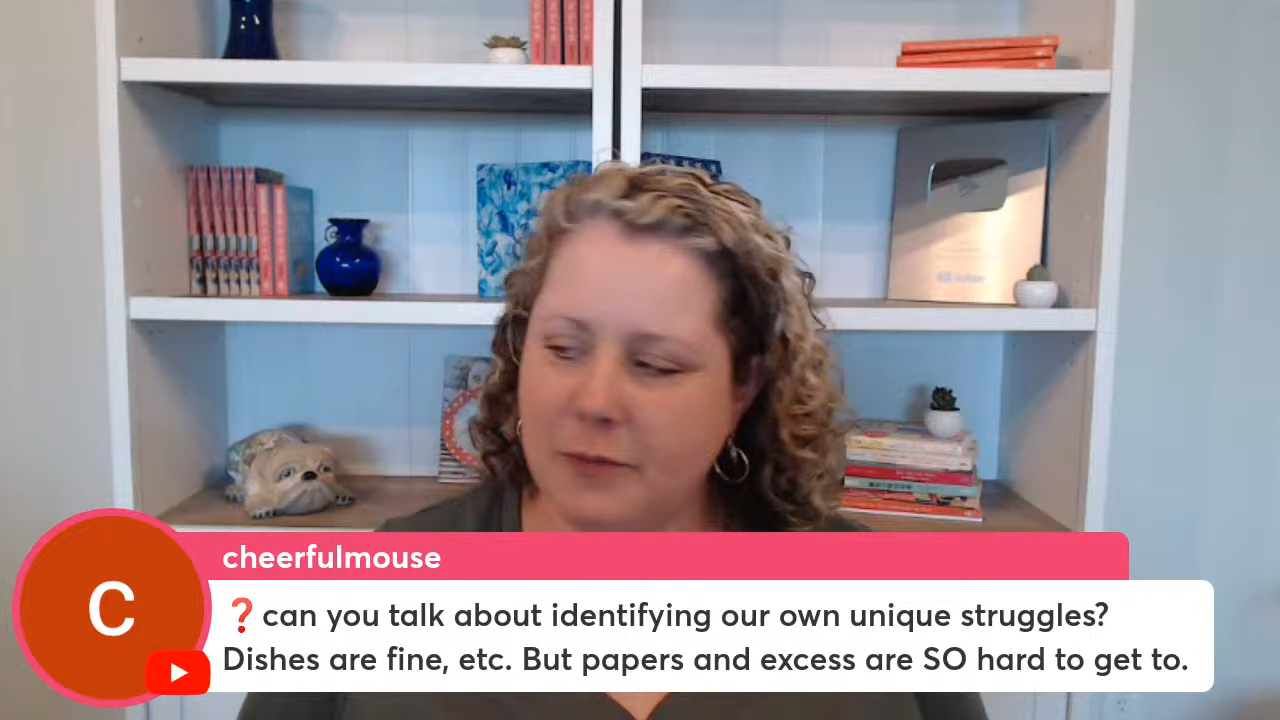 cheerfulmouse
C
❓can you talk about identifying our own unique struggles?
Dishes are fine, etc. But papers and excess are SO hard to get to.